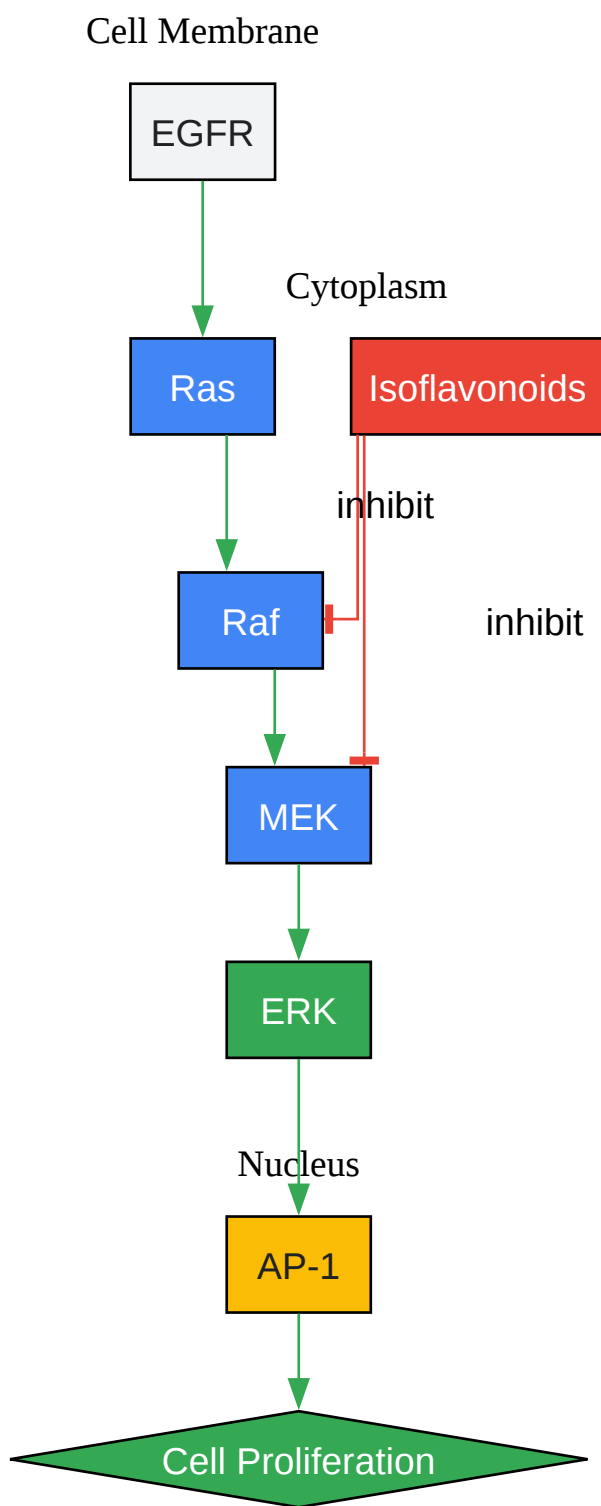 Cell Membrane
EGFR
Cytoplasm
Ras
Isoflavonoids
inhibit
Raf
inhibit
MEK
ERK
Nucleus
AP-1
Cell Proliferation